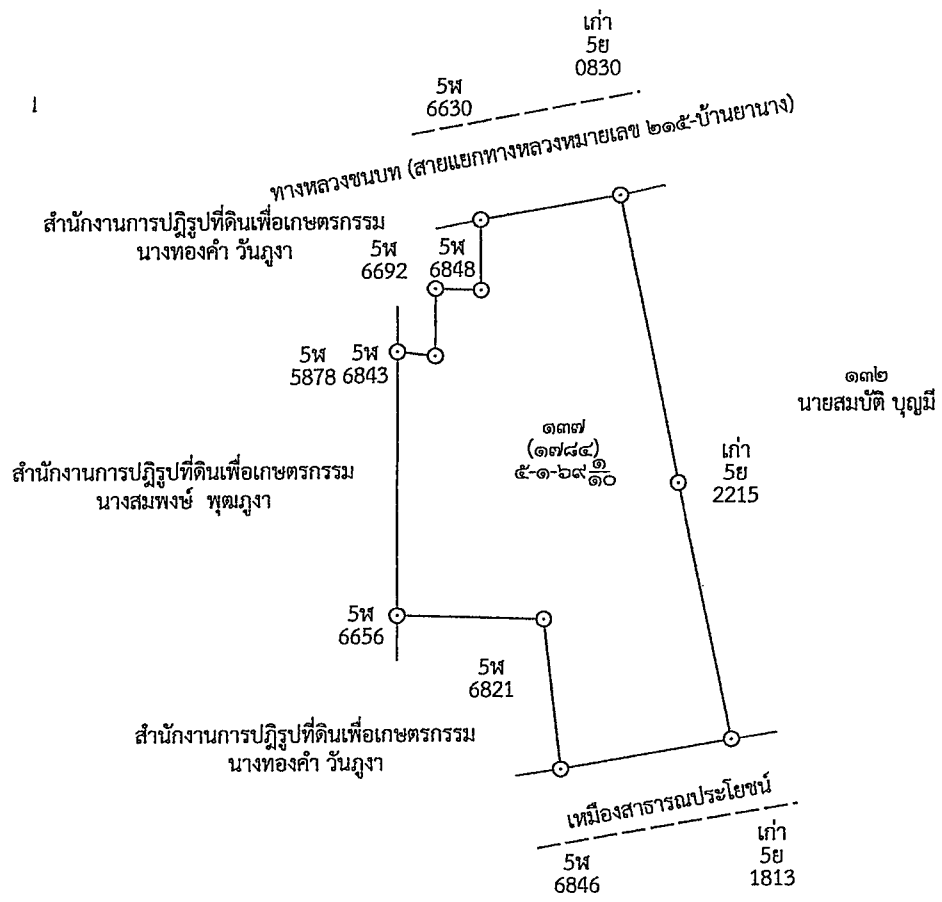 เก่า
5ย
0830
5ฬ
6630
ทางหลวงชนบท (สายแยกทางหลวงหมายเลข ๒๑๕-บ้านยานาง)
สำนักงานการปฏิรูปที่ดินเพื่อเกษตรกรรม
นางทองคำ วันภูงา
5ฬ
6692
5ฬ
6848
5ฬ
5878
5ฬ
6843
๑๓๒
นายสมบัติ บุญมี
๑๓๗
(๑๗๘๔)
๕-๑-๖๙ ๑/๑๐
เก่า
5ย
2215
สำนักงานการปฏิรูปที่ดินเพื่อเกษตรกรรม
นางสมพงษ์ พุฒภูงา
5ฬ
6656
5ฬ
6821
สำนักงานการปฏิรูปที่ดินเพื่อเกษตรกรรม
นางทองคำ วันภูงา
เหมืองสาธารณประโยชน์
5ฬ
6846
เก่า
5ย
1813